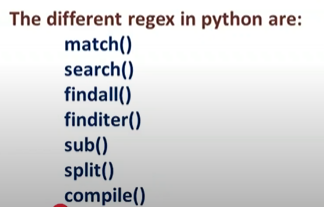 The different regex in python are:
match()
search()
findall()
finditer()
sub()
split()
compile()